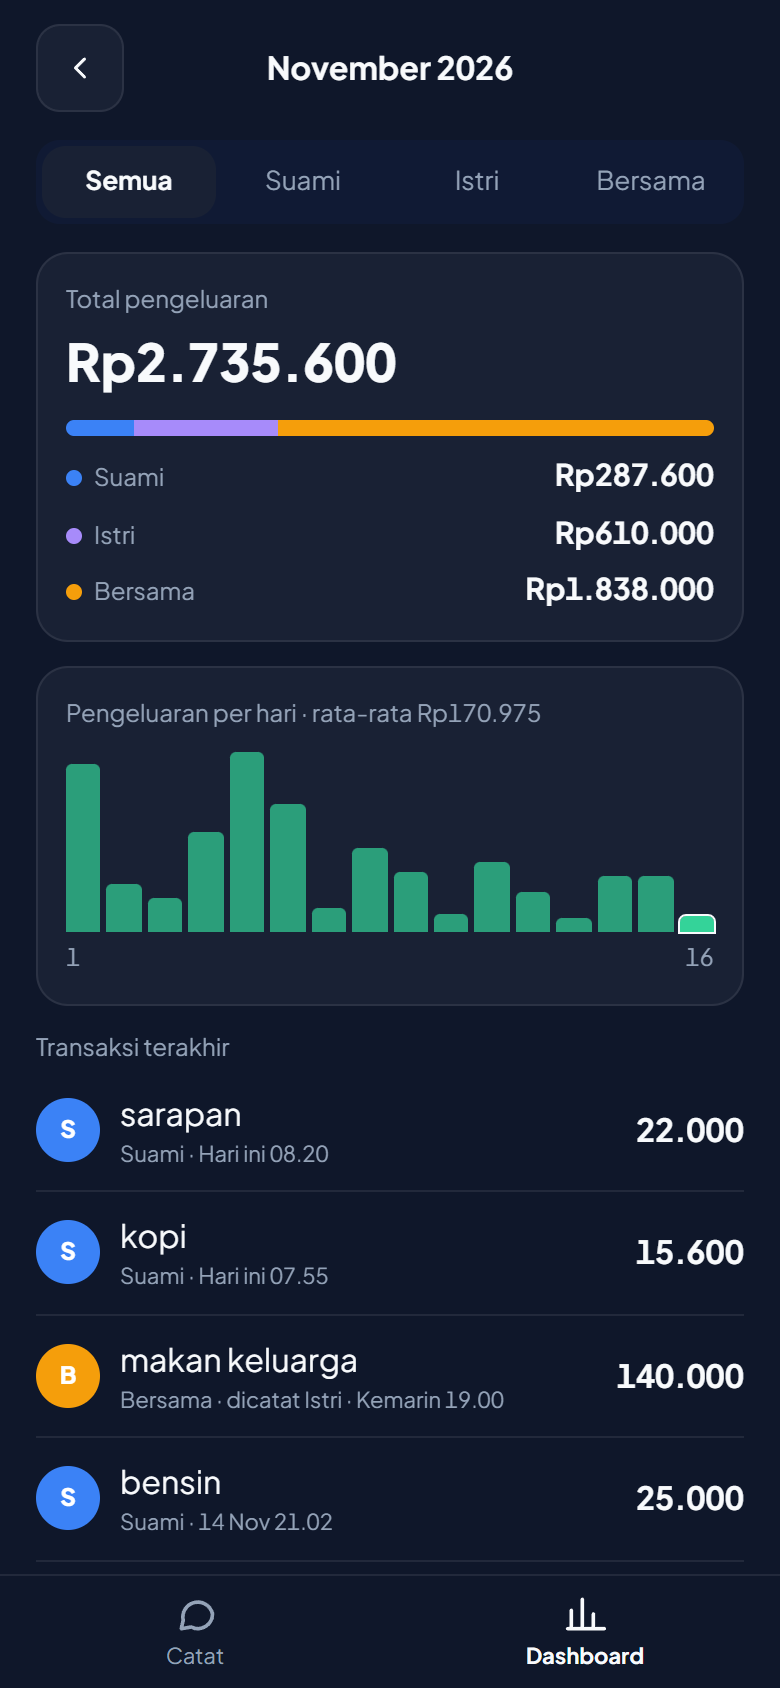 November 2026
Semua Suami Istri Bersama
Total pengeluaran
Rp2.735.600
Suami Rp287.600
Istri Rp610.000
Bersama Rp1.838.000
Pengeluaran per hari · rata-rata Rp170.975
1 16
Transaksi terakhir
S sarapan 22.000
Suami · Hari ini 08.20
S kopi 15.600
Suami · Hari ini 07.55
B makan keluarga 140.000
Bersama · dicatat Istri · Kemarin 19.00
S bensin 25.000
Suami · 14 Nov 21.02
Catat Dashboard